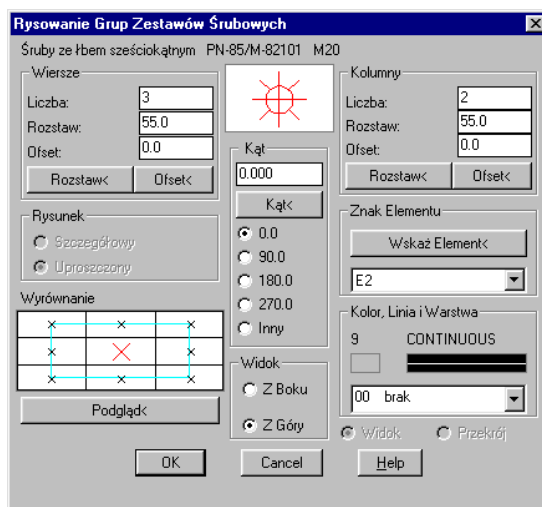 Rysowanie Grup Zestawów Śrubowych
Śruby ze łbem sześciokątnym PN-85/M-82101 M20
Wiersze
Liczba: 3
Rozstaw: 55.0
Ofset: 0.0
Rozstaw< Ofset<
Rysunek
Szczegółowy
Uproszczony
Wyrównanie
Podgląd<
Kąt
0.000
Kąt<
0.0
90.0
180.0
270.0
Inny
Widok
Z Boku
Z Góry
Kolumny
Liczba: 2
Rozstaw: 55.0
Ofset: 0.0
Rozstaw< Ofset<
Znak Elementu
Wskaż Element<
E2
Kolor, Linia i Warstwa
9 CONTINUOUS
00 brak
Widok Przekrój
OK Cancel Help